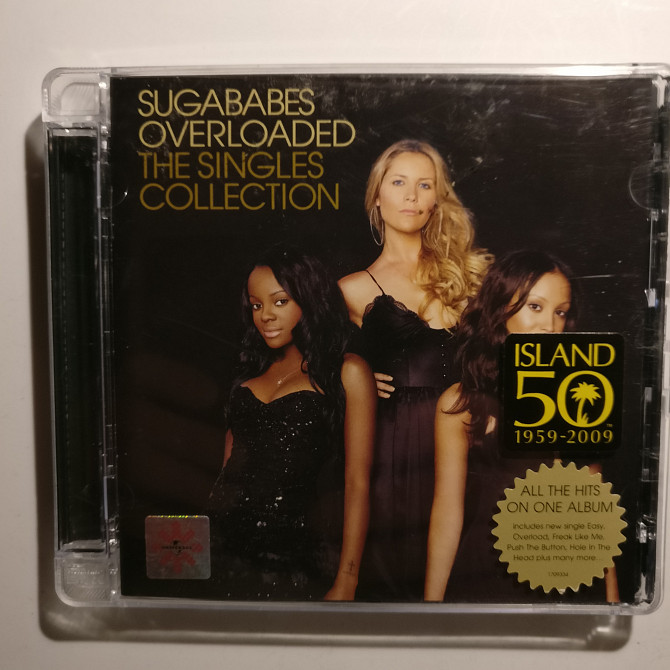 SUGABABES
OVERLOADED
THE SINGLES
COLLECTION
ISLAND
50
TM
1959-2009
ALL THE HITS
ON ONE ALBUM
includes new single Easy,
Overload, Freak Like Me,
Push The Button, Hole In The
Head plus many more...